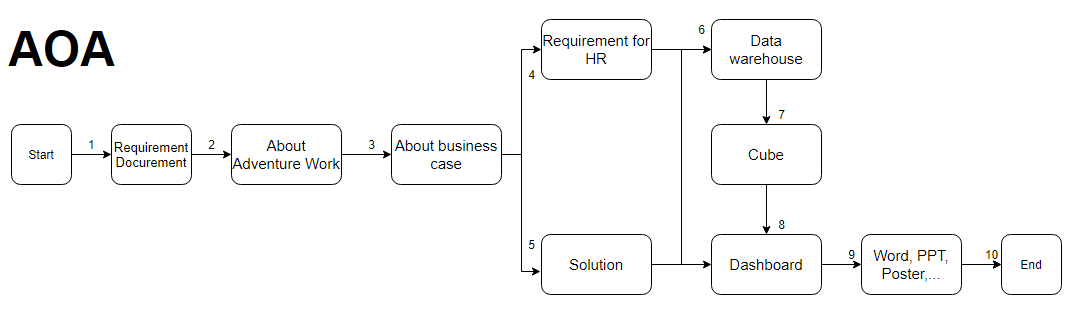 AOA
Start
1
Requirement
Docurement
2
About
Adventure Work
3
About business
case
4
Requirement for
HR
5
Solution
6
Data
warehouse
7
Cube
8
Dashboard
9
Word, PPT,
Poster,...
10
End